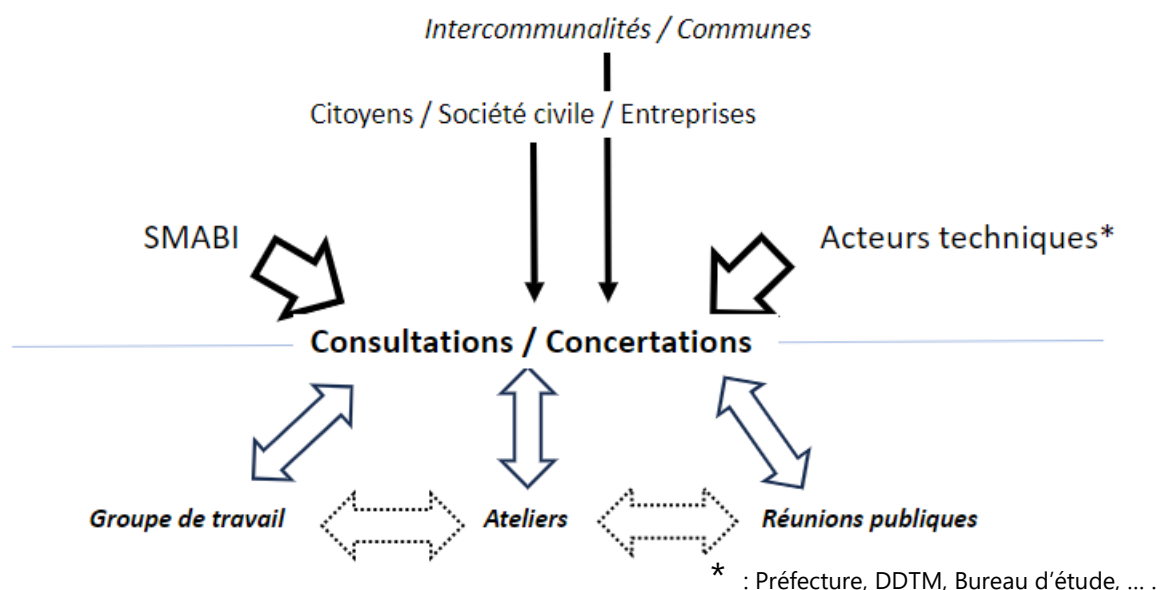 Intercommunalités / Communes
Citoyens / Société civile / Entreprises
SMABI
Acteurs techniques*
Consultations / Concertations
Groupe de travail
Ateliers
Réunions publiques
* : Préfecture, DDTM, Bureau d’étude, ... .